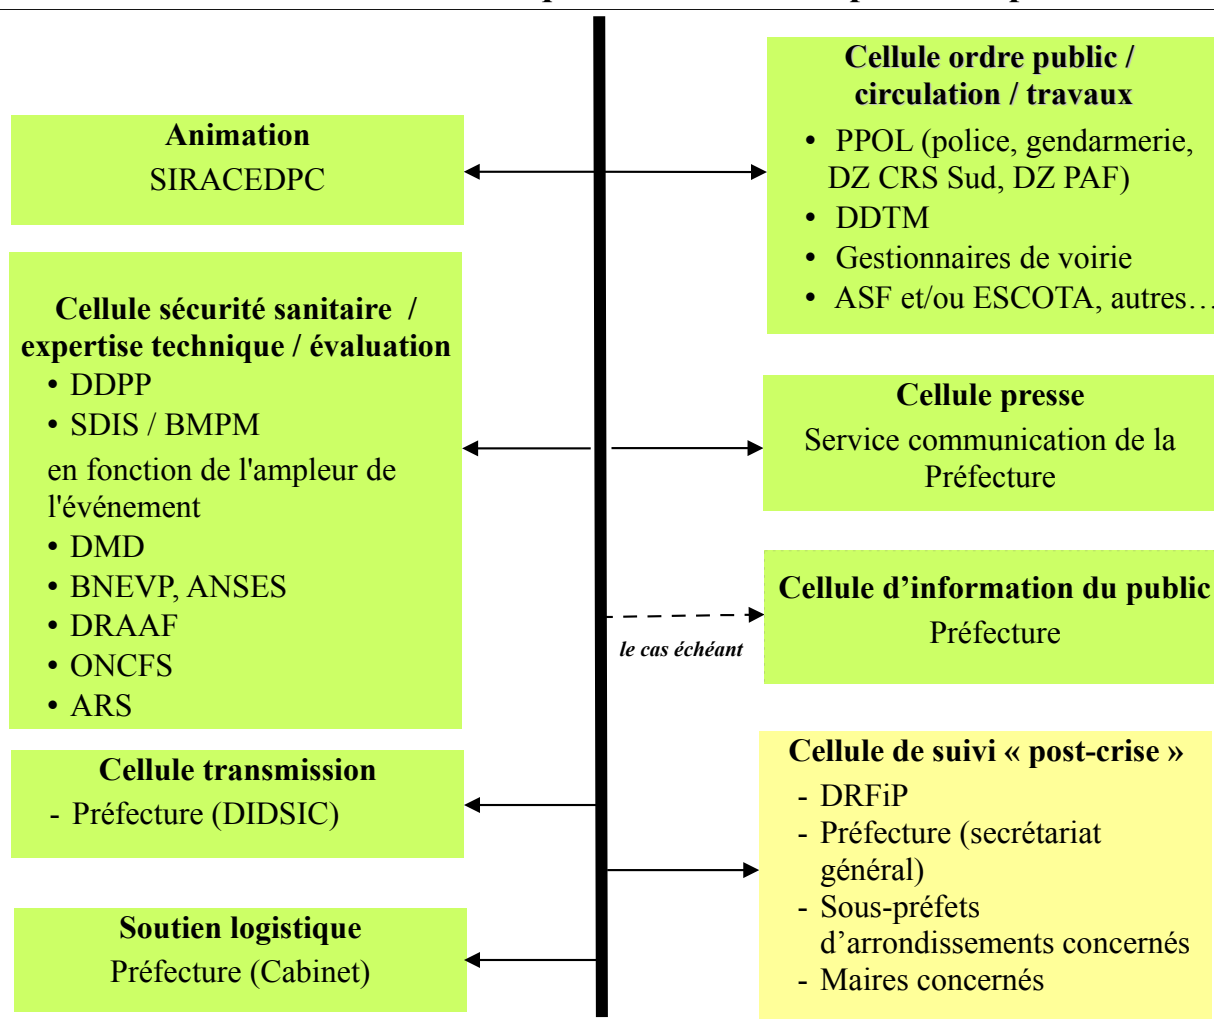 Animation
SIRACEDPC
Cellule sécurité sanitaire /
expertise technique / évaluation
• DDPP
• SDIS / BMPM
en fonction de l'ampleur de
l'événement
• DMD
• BNEVP, ANSES
• DRAAF
• ONCFS
• ARS
Cellule transmission
- Préfecture (DIDSIC)
Soutien logistique
Préfecture (Cabinet)
Cellule ordre public /
circulation / travaux
• PPOL (police, gendarmerie,
DZ CRS Sud, DZ PAF)
• DDTM
• Gestionnaires de voirie
• ASF et/ou ESCOTA, autres…
Cellule presse
Service communication de la
Préfecture
Cellule d’information du public
Préfecture
le cas échéant
Cellule de suivi « post-crise »
- DRFiP
- Préfecture (secrétariat
général)
- Sous-préfets
d’arrondissements concernés
- Maires concernés